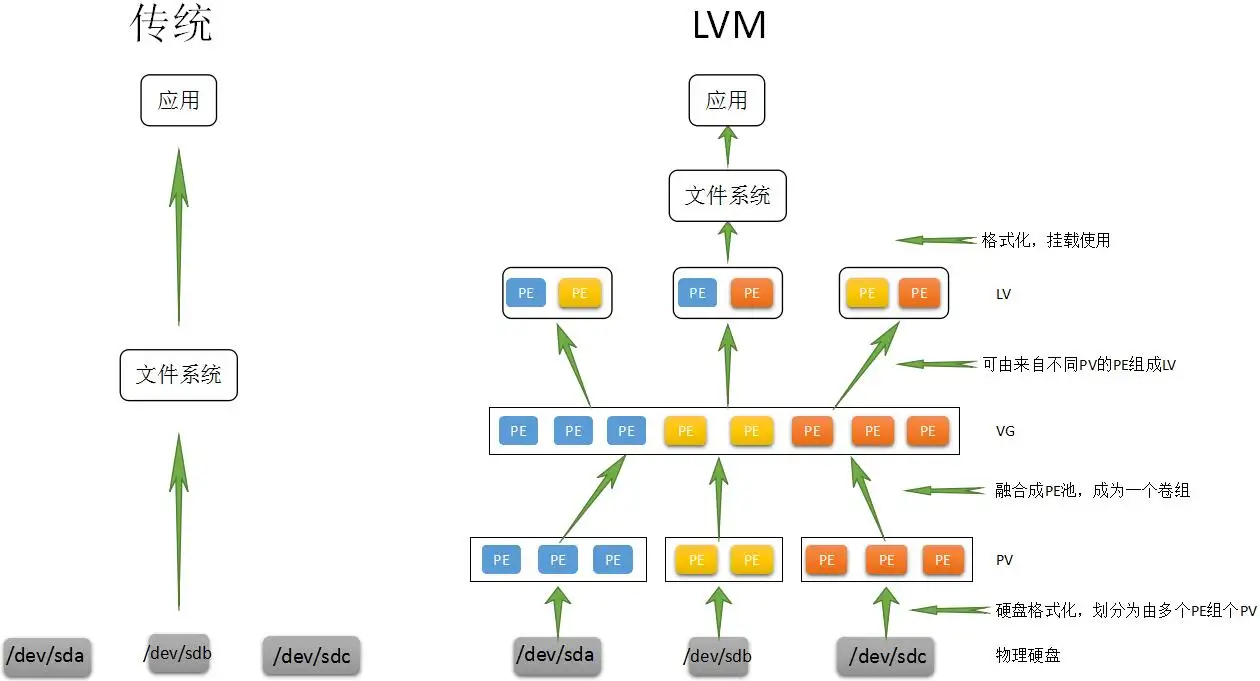 传统
LVM
应用
应用
文件系统
格式化，挂载使用
PE PE PE PE PE PE LV
文件系统
可由来自不同PV的PE组成LV
PE PE PE PE PE PE PE PE VG
融合成PE池，成为一个卷组
PE PE PE PE PE PE PE PE PV
硬盘格式化，划分为由多个PE组个PV
/dev/sda /dev/sdb /dev/sdc /dev/sda /dev/sdb /dev/sdc 物理硬盘